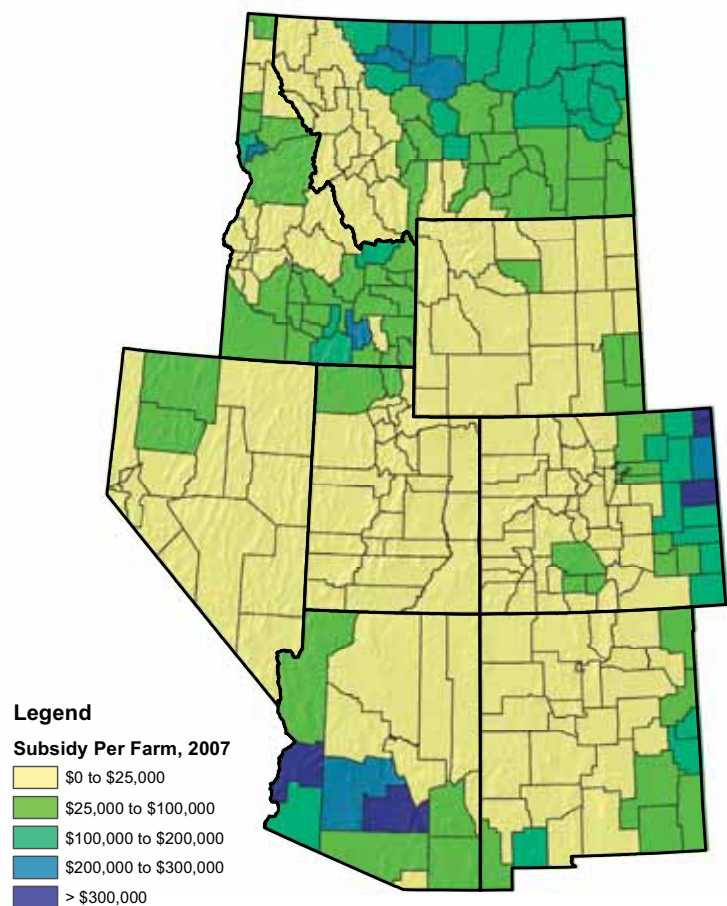 Legend
Subsidy Per Farm, 2007
$0 to $25,000
$25,000 to $100,000
$100,000 to $200,000
$200,000 to $300,000
> $300,000